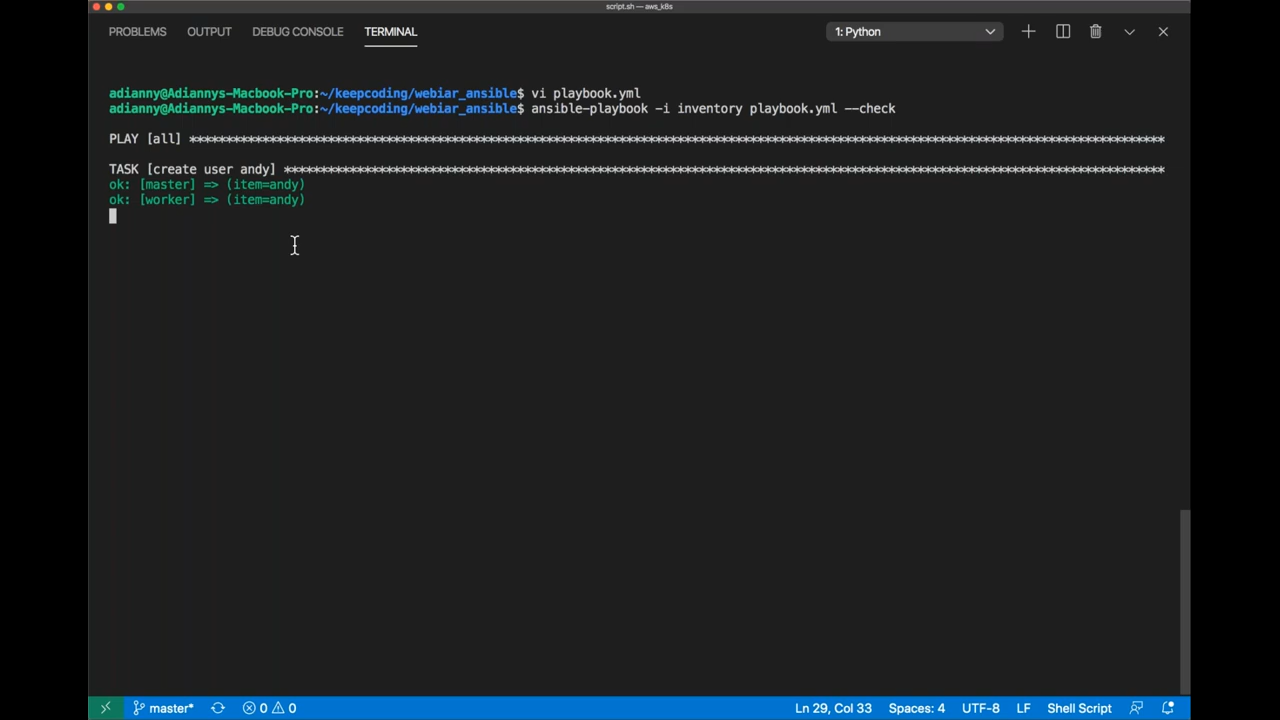 script.sh — aws_k8s
PROBLEMS OUTPUT DEBUG CONSOLE TERMINAL 1: Python
adianny@Adiannys-Macbook-Pro:~/keepcoding/webiar_ansible$ vi playbook.yml
adianny@Adiannys-Macbook-Pro:~/keepcoding/webiar_ansible$ ansible-playbook -i inventory playbook.yml --check
PLAY [all] *********************************************************************************************************************************
TASK [create user andy] ********************************************************************************************************************
ok: [master] => (item=andy)
ok: [worker] => (item=andy)
master* 0 0 Ln 29, Col 33 Spaces: 4 UTF-8 LF Shell Script